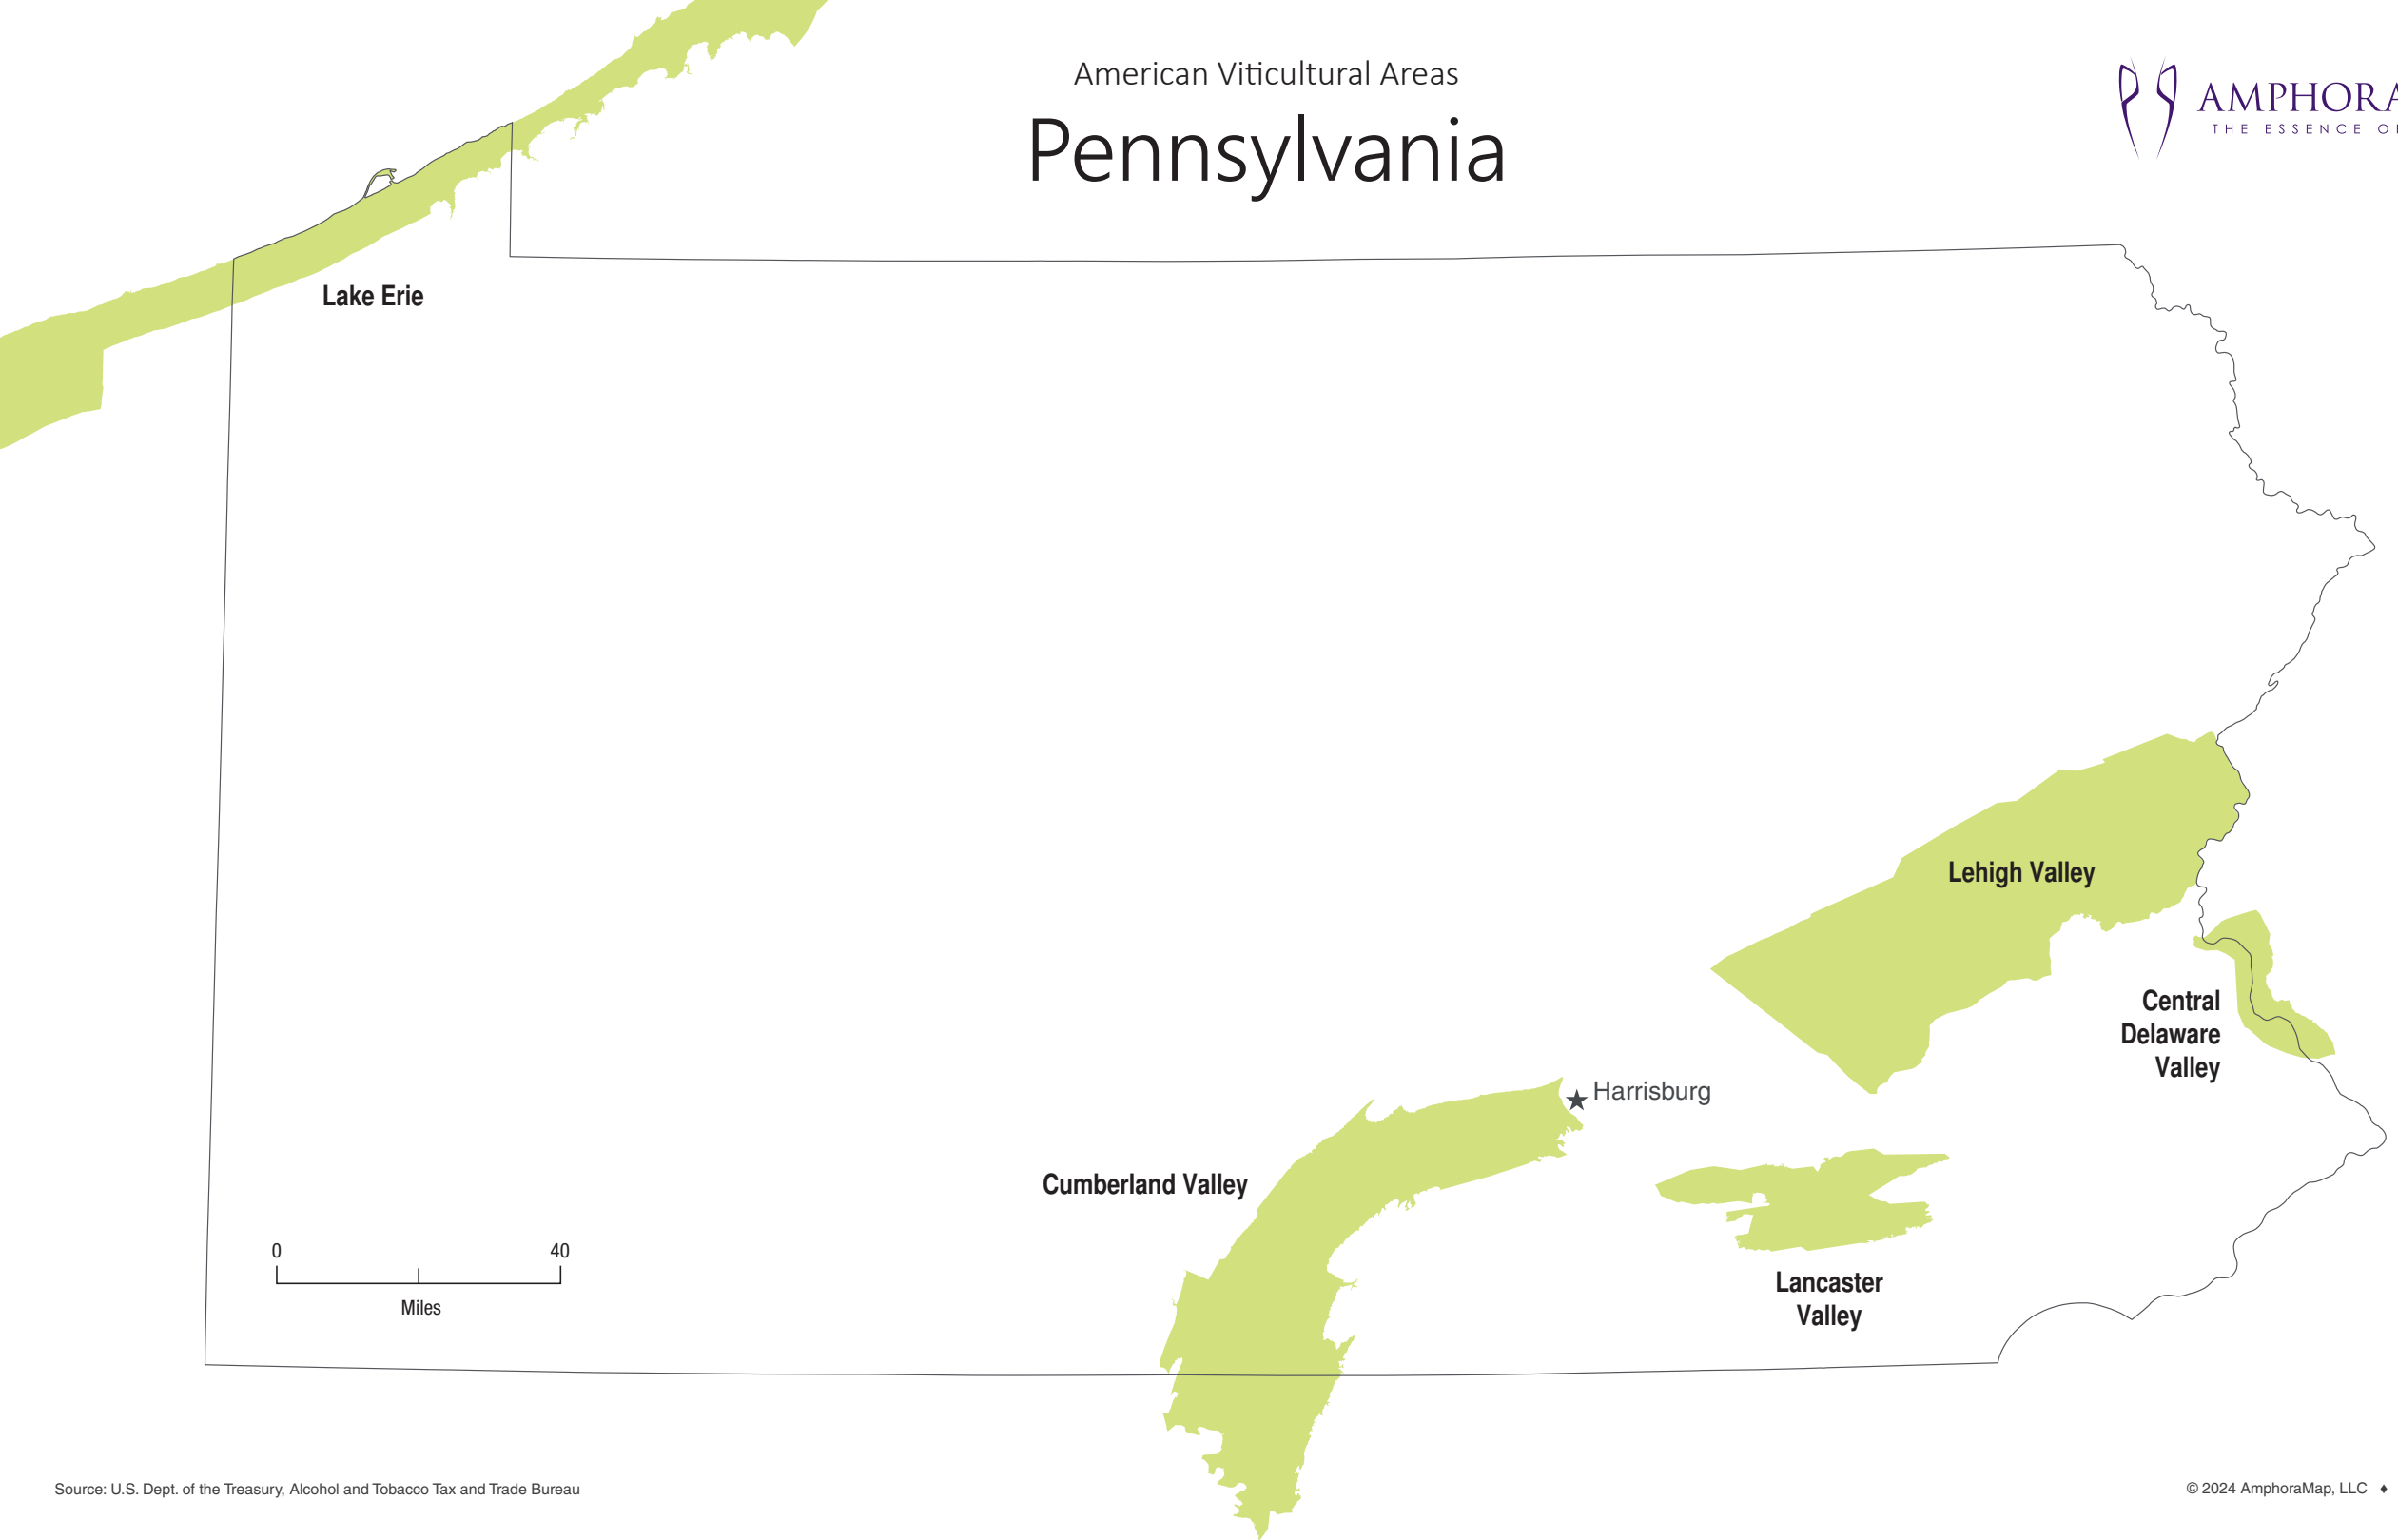 American Viticultural Areas
Pennsylvania
AMPHORA
THE ESSENCE
Lake Erie
Lehigh Valley
Central
Delaware
Valley
Harrisburg
Cumberland Valley
Lancaster
Valley
0 40
Miles
Source: U.S. Dept. of the Treasury, Alcohol and Tobacco Tax and Trade Bureau
© 2024 AmphoraMap, LLC ♦